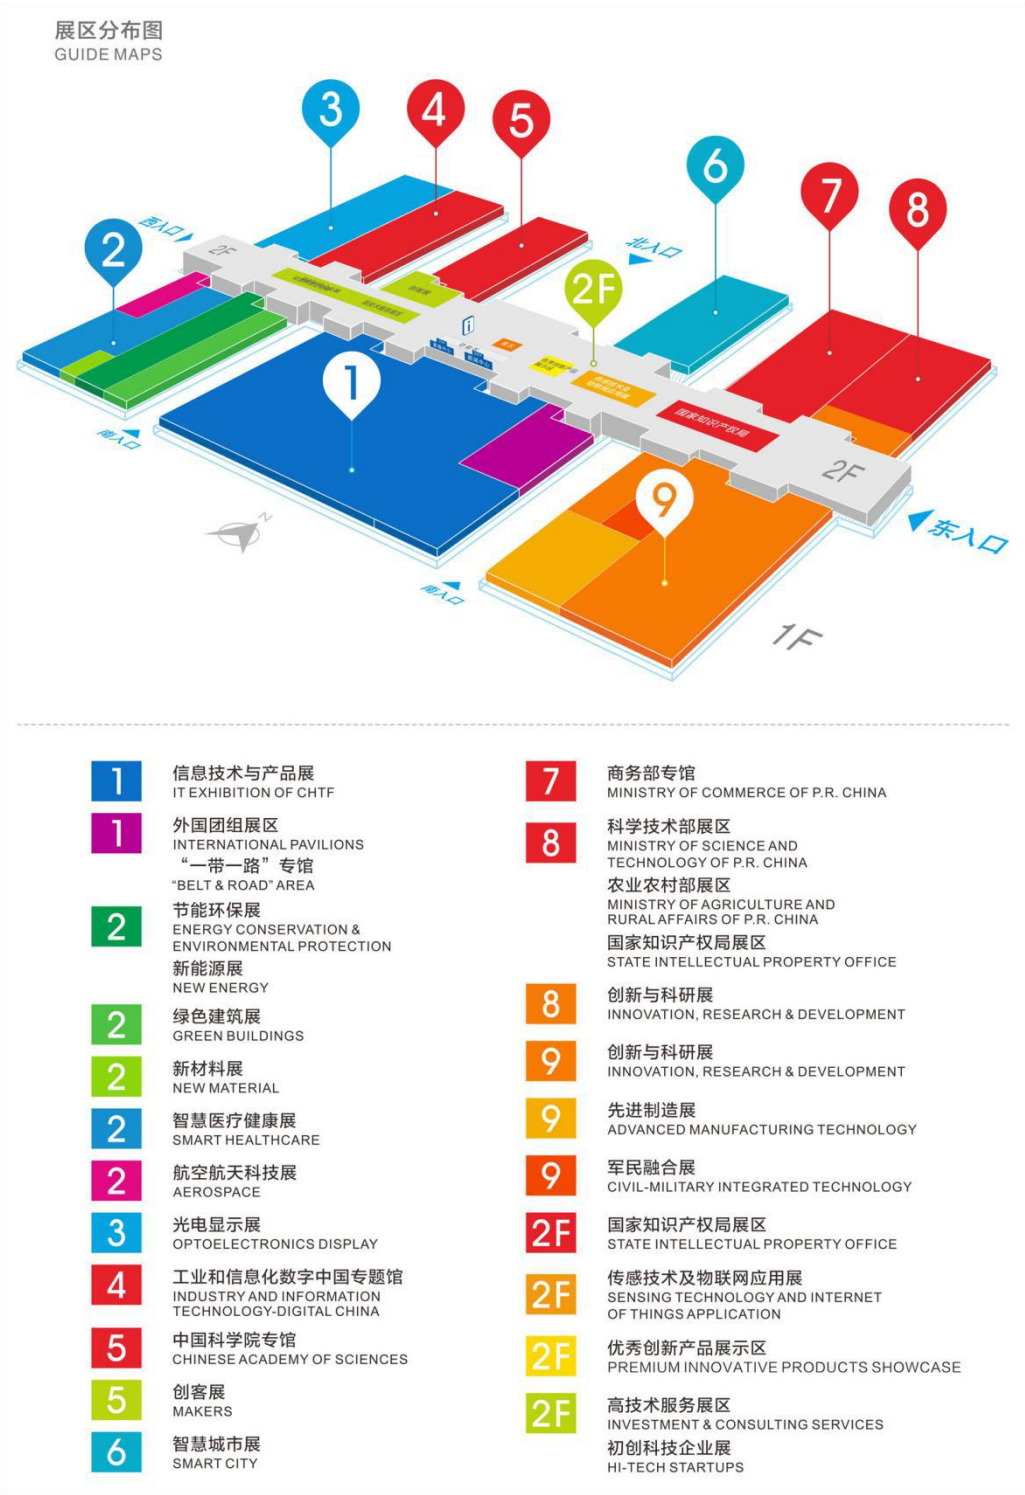 展区分布图
GUIDE MAPS
3
4
5
6
7
8
2
西入口
2F
北入口
2F
1
国家知识产权局
2F
南入口
9
东入口
N
南入口
1F
1
信息技术与产品展
IT EXHIBITION OF CHTF
1
外国团组展区
INTERNATIONAL PAVILIONS
“一带一路”专馆
“BELT & ROAD” AREA
2
节能环保展
ENERGY CONSERVATION &
ENVIRONMENTAL PROTECTION
新能源展
NEW ENERGY
2
绿色建筑展
GREEN BUILDINGS
2
新材料展
NEW MATERIAL
2
智慧医疗健康展
SMART HEALTHCARE
2
航空航天科技展
AEROSPACE
3
光电显示展
OPTOELECTRONICS DISPLAY
4
工业和信息化数字中国专题馆
INDUSTRY AND INFORMATION
TECHNOLOGY-DIGITAL CHINA
5
中国科学院专馆
CHINESE ACADEMY OF SCIENCES
5
创客展
MAKERS
6
智慧城市展
SMART CITY
7
商务部专馆
MINISTRY OF COMMERCE OF P.R. CHINA
8
科学技术部展区
MINISTRY OF SCIENCE AND
TECHNOLOGY OF P.R. CHINA
农业农村部展区
MINISTRY OF AGRICULTURE AND
RURAL AFFAIRS OF P.R. CHINA
国家知识产权局展区
STATE INTELLECTUAL PROPERTY OFFICE
8
创新与科研展
INNOVATION, RESEARCH & DEVELOPMENT
9
创新与科研展
INNOVATION, RESEARCH & DEVELOPMENT
9
先进制造展
ADVANCED MANUFACTURING TECHNOLOGY
9
军民融合展
CIVIL-MILITARY INTEGRATED TECHNOLOGY
2F
国家知识产权局展区
STATE INTELLECTUAL PROPERTY OFFICE
2F
传感技术及物联网应用展
SENSING TECHNOLOGY AND INTERNET
OF THINGS APPLICATION
2F
优秀创新产品展示区
PREMIUM INNOVATIVE PRODUCTS SHOWCASE
2F
高技术服务展区
INVESTMENT & CONSULTING SERVICES
初创科技企业展
HI-TECH STARTUPS